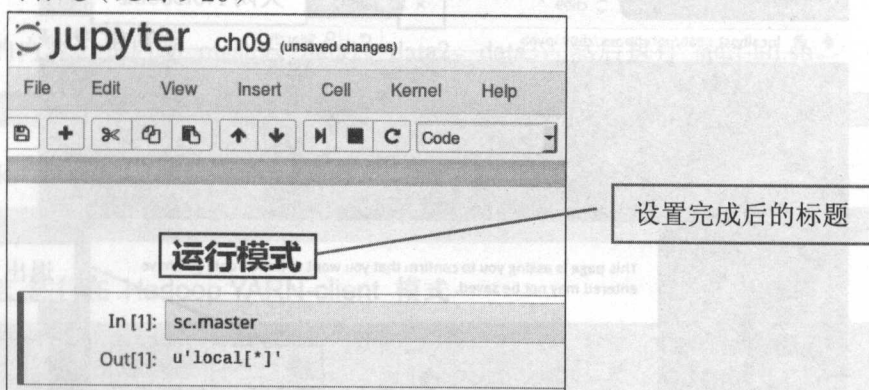 jupyter ch09 (unsaved changes)
File Edit View Insert Cell Kernel Help
Code
设置完成后的标题
运行模式
In [1]: sc.master
Out[1]: u'local[*]'